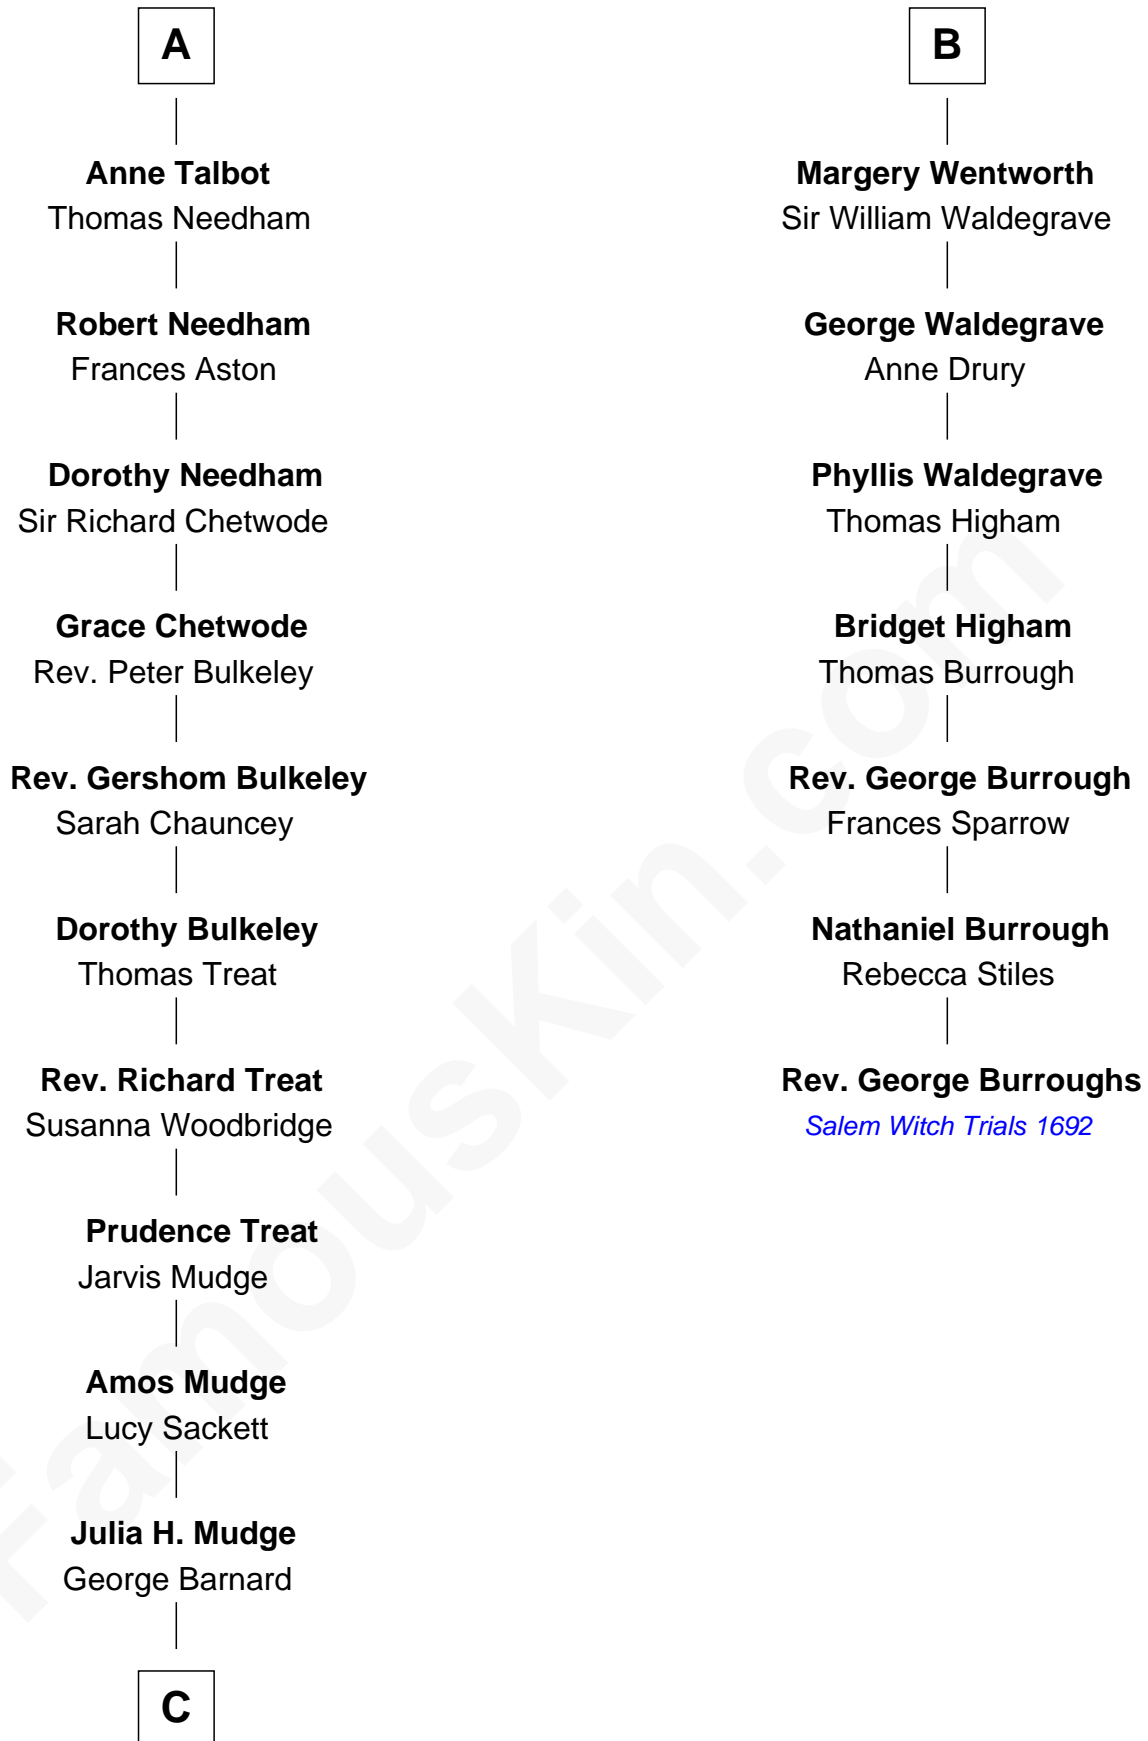 A
Anne Talbot
Thomas Needham
Robert Needham
Frances Aston
Dorothy Needham
Sir Richard Chetwode
Grace Chetwode
Rev. Peter Bulkeley
Rev. Gershom Bulkeley
Sarah Chauncey
Dorothy Bulkeley
Thomas Treat
Rev. Richard Treat
Susanna Woodbridge
Prudence Treat
Jarvis Mudge
Amos Mudge
Lucy Sackett
Julia H. Mudge
George Barnard
C
B
Margery Wentworth
Sir William Waldegrave
George Waldegrave
Anne Drury
Phyllis Waldegrave
Thomas Higham
Bridget Higham
Thomas Burrough
Rev. George Burrough
Frances Sparrow
Nathaniel Burrough
Rebecca Stiles
Rev. George Burroughs
Salem Witch Trials 1692
FamousKin.com